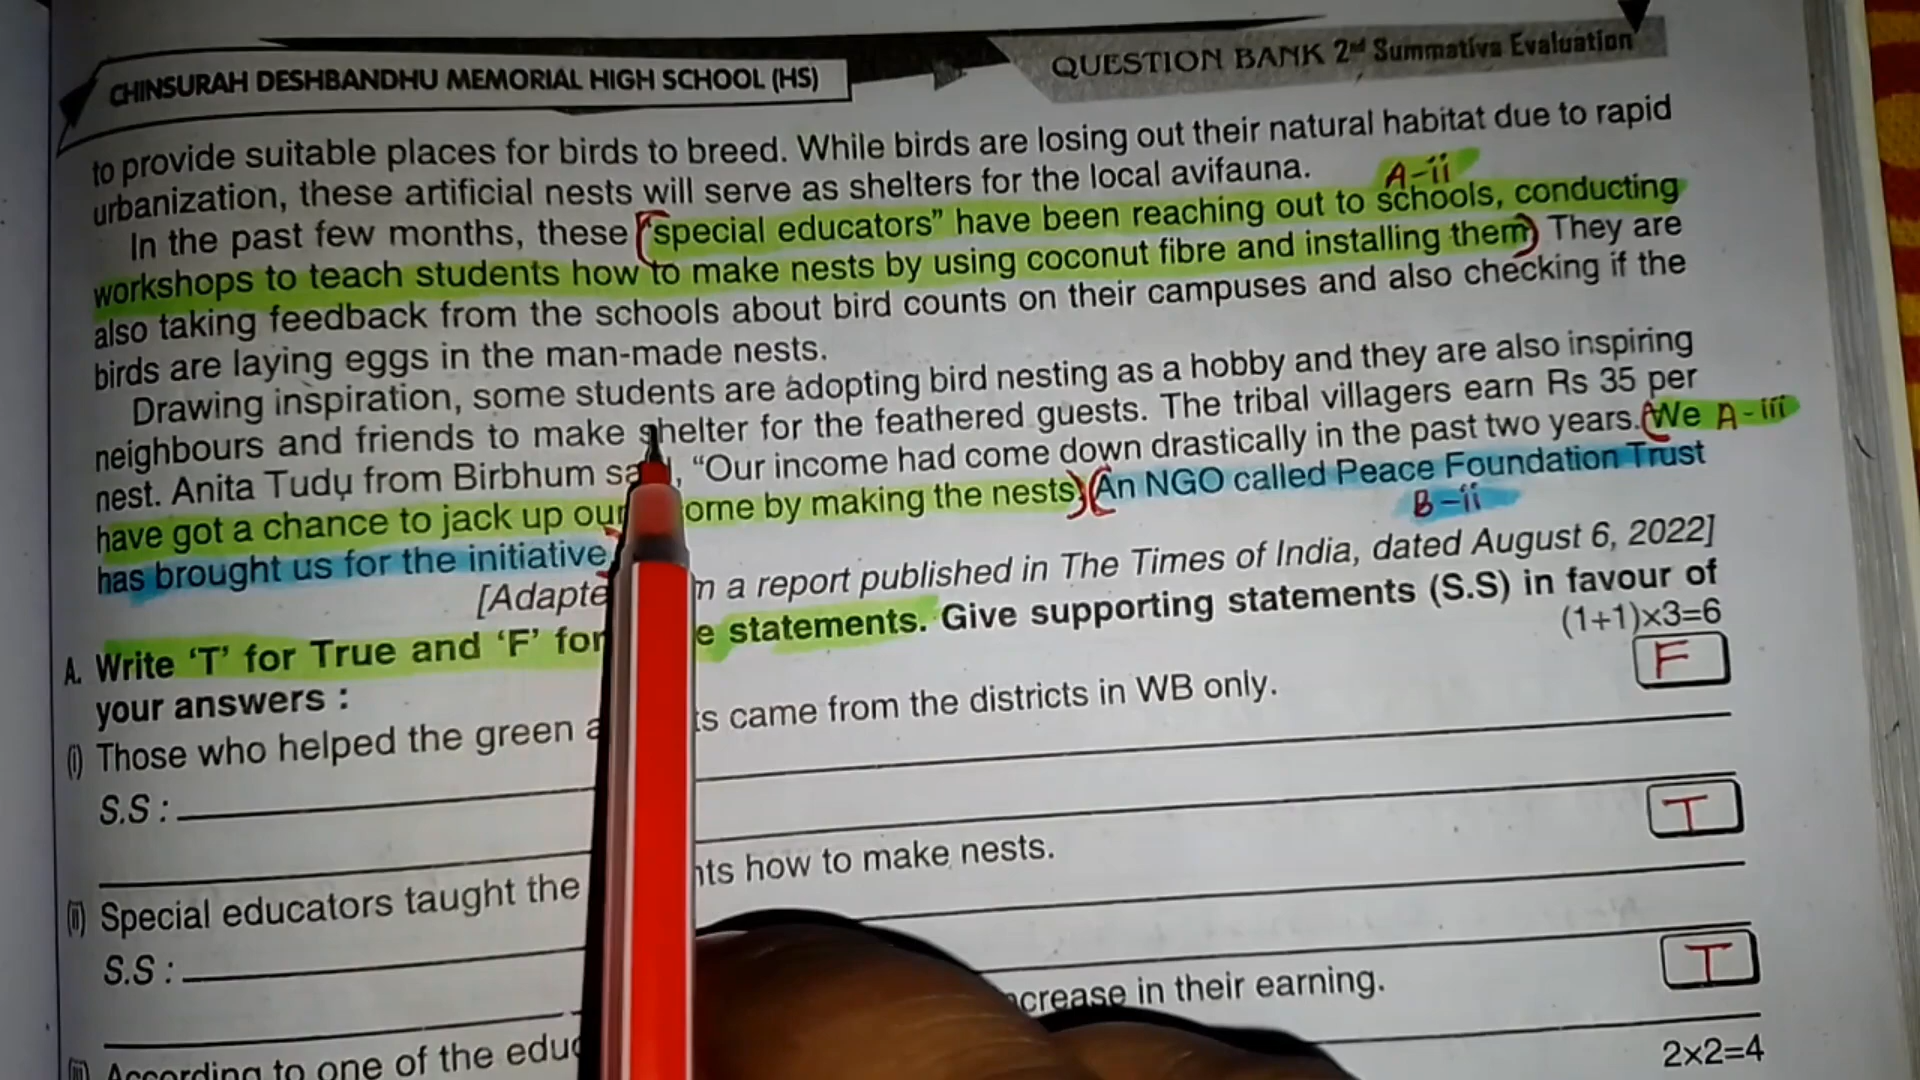 CHINSURAH DESHBANDHU MEMORIAL HIGH SCHOOL (HS)
QUESTION BANK 2nd Summative Evaluation
to provide suitable places for birds to breed. While birds are losing out their natural habitat due to rapid
urbanization, these artificial nests will serve as shelters for the local avifauna.
A-ii
In the past few months, these "special educators" have been reaching out to schools, conducting
workshops to teach students how to make nests by using coconut fibre and installing them) They are
also taking feedback from the schools about bird counts on their campuses and also checking if the
birds are laying eggs in the man-made nests.
Drawing inspiration, some students are adopting bird nesting as a hobby and they are also inspiring
neighbours and friends to make shelter for the feathered guests. The tribal villagers earn Rs 35 per
nest. Anita Tudu from Birbhum "Our income had come down drastically in the past two years. (We A-iii
have got a chance to jack up our by making the nests) (An NGO called Peace Foundation Trust
has brought us for the initiative
B-ii
[Adapte a report published in The Times of India, dated August 6, 2022]
A. Write 'T' for True and 'F' for statements. Give supporting statements (S.S) in favour of
your answers :
(1+1)×3=6
(i) Those who helped the green came from the districts in WB only.
F
S.S :
(ii) Special educators taught the how to make nests.
T
S.S :
(iii) According to one of the in their earning.
T
2×2=4